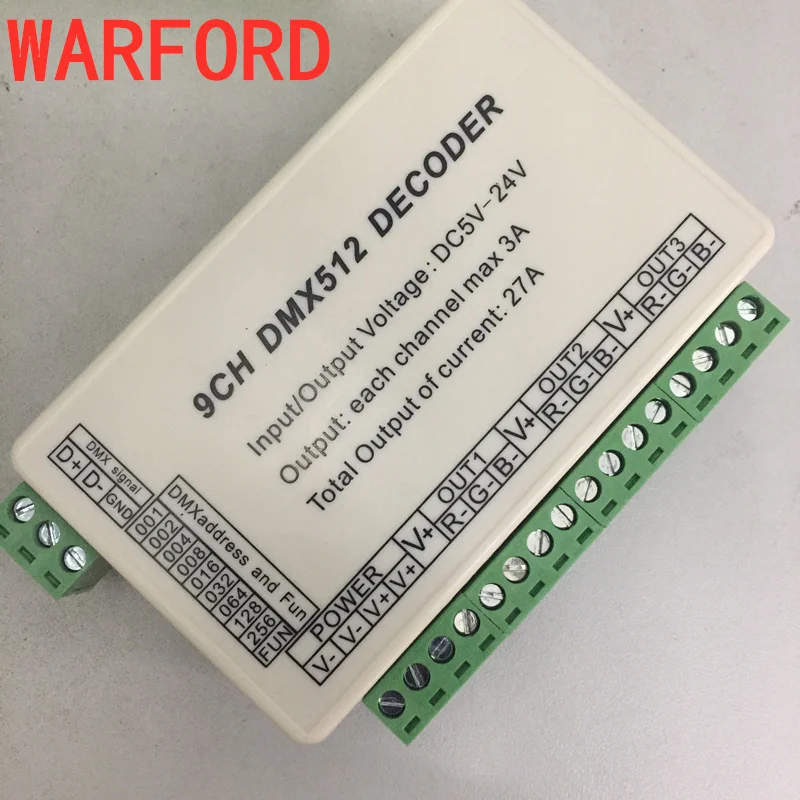 WARFORD
9CH DMX512 DECODER
Input/Output Voltage: DC5V-24V
Output: each channel max 3A
Total Output of current: 27A
DMX signal
D+ D- GND
DMXaddress and Fun
001 002 004 008 016 032 064 128 256 FUN
POWER
V- V- V+ V+
V+
OUT1
R- G- B-
V+
OUT2
R- G- B-
V+
OUT3
R- G- B-